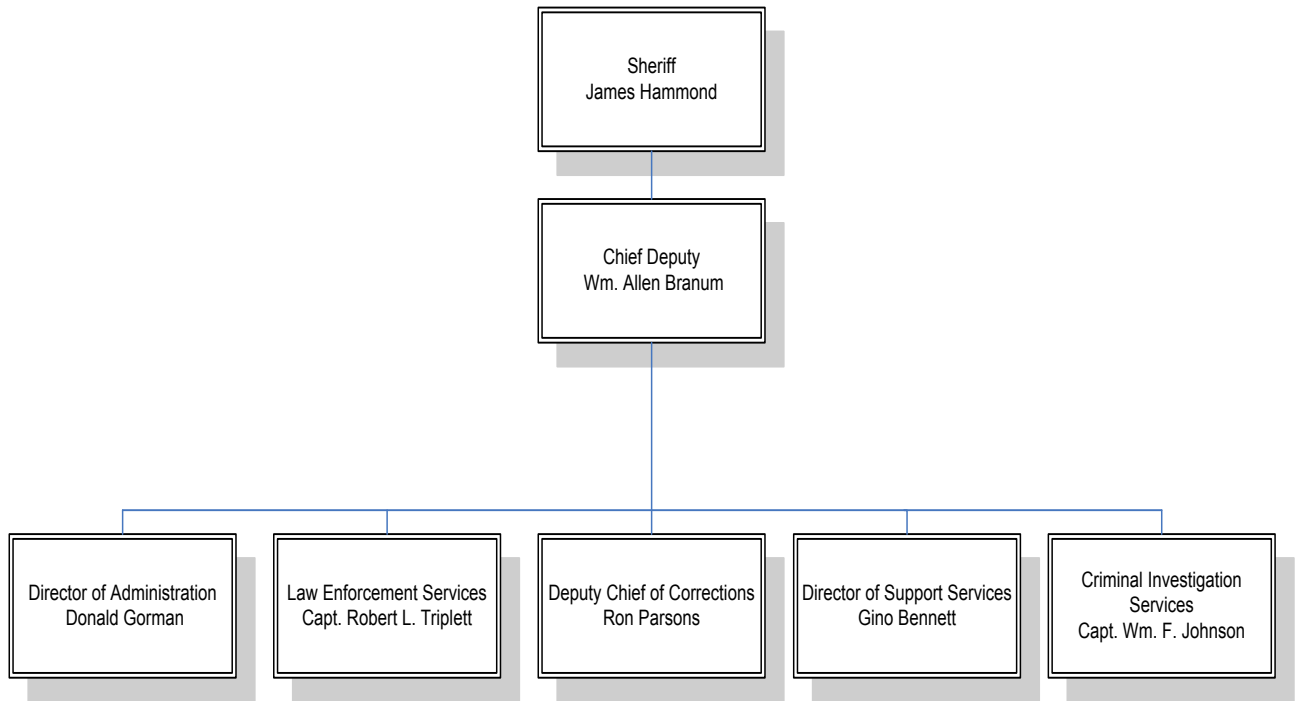 Sheriff
James Hammond
Chief Deputy
Wm. Allen Branum
Director of Administration
Donald Gorman
Law Enforcement Services
Capt. Robert L. Triplett
Deputy Chief of Corrections
Ron Parsons
Director of Support Services
Gino Bennett
Criminal Investigation
Services
Capt. Wm. F. Johnson